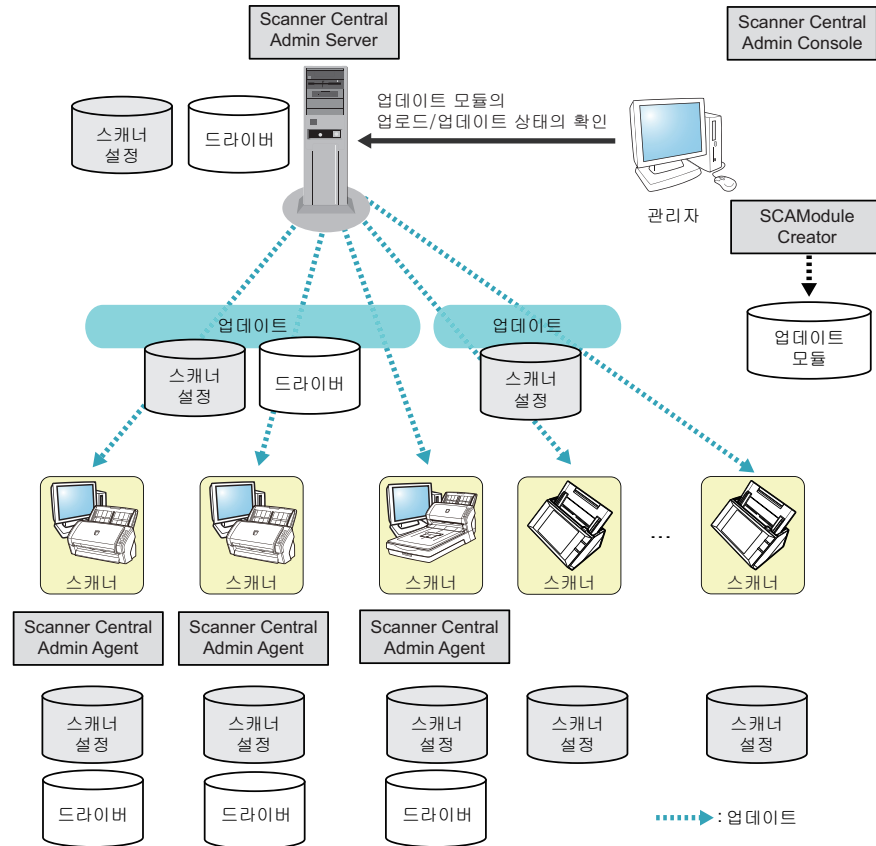 Scanner Central
Admin Server
Scanner Central
Admin Console
업데이트 모듈의
업로드/업데이트 상태의 확인
스캐너
설정
드라이버
관리자
SCAModule
Creator
업데이트
모듈
업데이트
업데이트
스캐너
설정
드라이버
스캐너
설정
스캐너
스캐너
스캐너
스캐너
...
스캐너
Scanner Central
Admin Agent
Scanner Central
Admin Agent
Scanner Central
Admin Agent
스캐너
설정
스캐너
설정
스캐너
설정
스캐너
설정
스캐너
설정
드라이버
드라이버
드라이버
: 업데이트